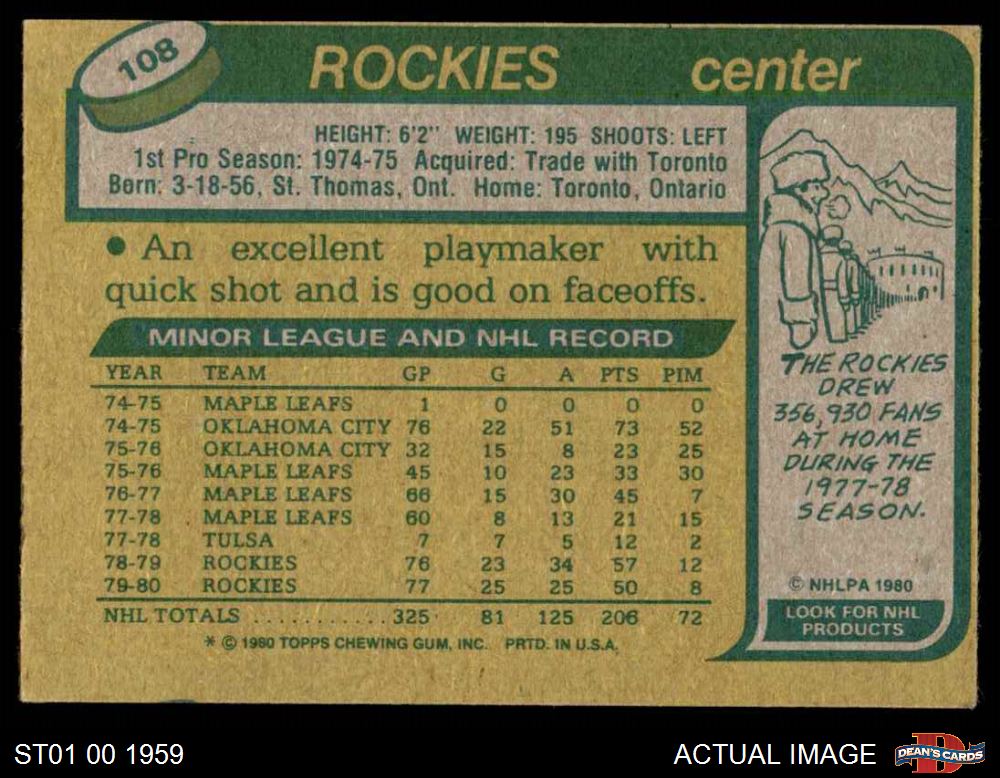 108
ROCKIES center
HEIGHT: 6'2" WEIGHT: 195 SHOOTS: LEFT
1st Pro Season: 1974-75 Acquired: Trade with Toronto
Born: 3-18-56, St. Thomas, Ont. Home: Toronto, Ontario
● An excellent playmaker with
quick shot and is good on faceoffs.
MINOR LEAGUE AND NHL RECORD
YEAR TEAM GP G A PTS PIM
74-75 MAPLE LEAFS 1 0 0 0 0
74-75 OKLAHOMA CITY 76 22 51 73 52
75-76 OKLAHOMA CITY 32 15 8 23 25
75-76 MAPLE LEAFS 45 10 23 33 30
76-77 MAPLE LEAFS 66 15 30 45 7
77-78 MAPLE LEAFS 60 8 13 21 15
77-78 TULSA 7 7 5 12 2
78-79 ROCKIES 76 23 34 57 12
79-80 ROCKIES 77 25 25 50 8
NHL TOTALS ........... 325 81 125 206 72
* © 1980 TOPPS CHEWING GUM, INC. PRTD. IN U.S.A.
THE ROCKIES
DREW
356,930 FANS
AT HOME
DURING THE
1977-78
SEASON.
© NHLPA 1980
LOOK FOR NHL
PRODUCTS
ST01 00 1959
ACTUAL IMAGE
D
DEAN'S CARDS